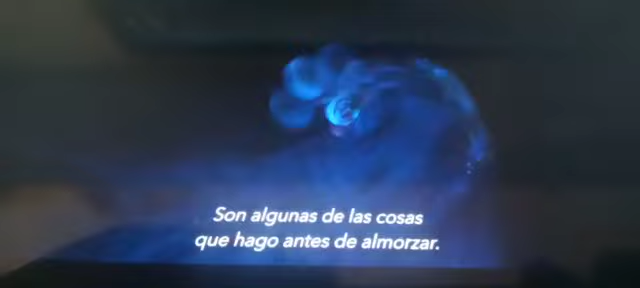 Son algunas de las cosas
que hago antes de almorzar.